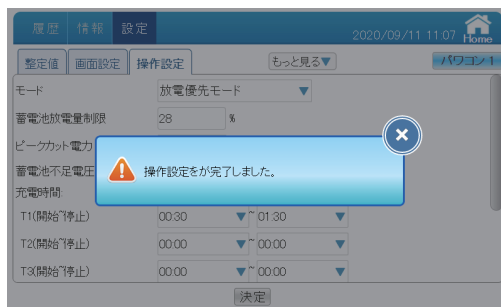 履歴 情報 設定
2020/09/11 11:07 Home
整定値 画面設定 操作設定 もっと見る▼ パワコン 1
モード 放電優先モード ▼
蓄電池放電量制限 28 %
ピークカット電力
蓄電池不足電圧
操作設定をが完了しました。
充電時間:
T1(開始~停止) 00:30 ▼ ~ 01:30 ▼
T2(開始~停止) 00:00 ▼ ~ 00:00 ▼
T3(開始~停止) 00:00 ▼ ~ 00:00 ▼
決定